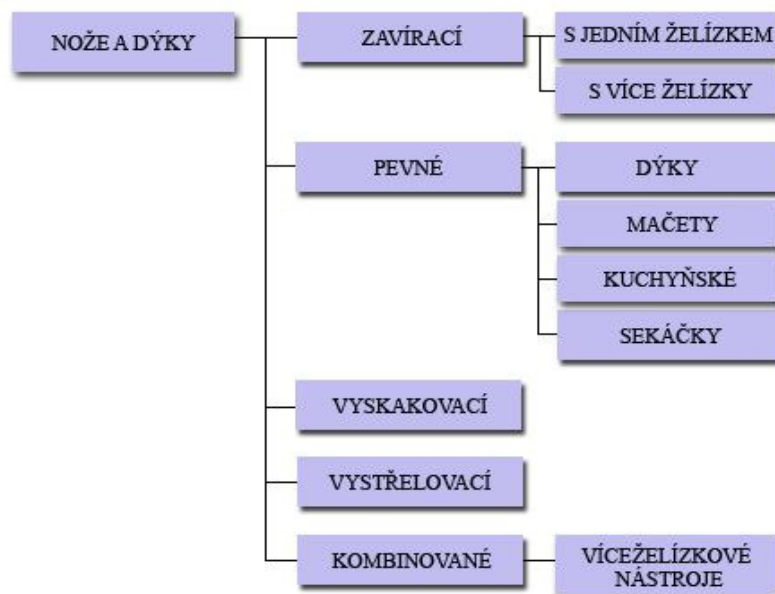 NOŽE A DÝKY
ZAVÍRACÍ
S JEDNÍM ŽELÍZKEM
S VÍCE ŽELÍZKY
PEVNÉ
DÝKY
MAČETY
KUCHYŇSKÉ
SEKÁČKY
VYSKAKOVACÍ
VYSTŘELOVACÍ
KOMBINOVANÉ
VÍCEŽELÍZKOVÉ
NÁSTROJE